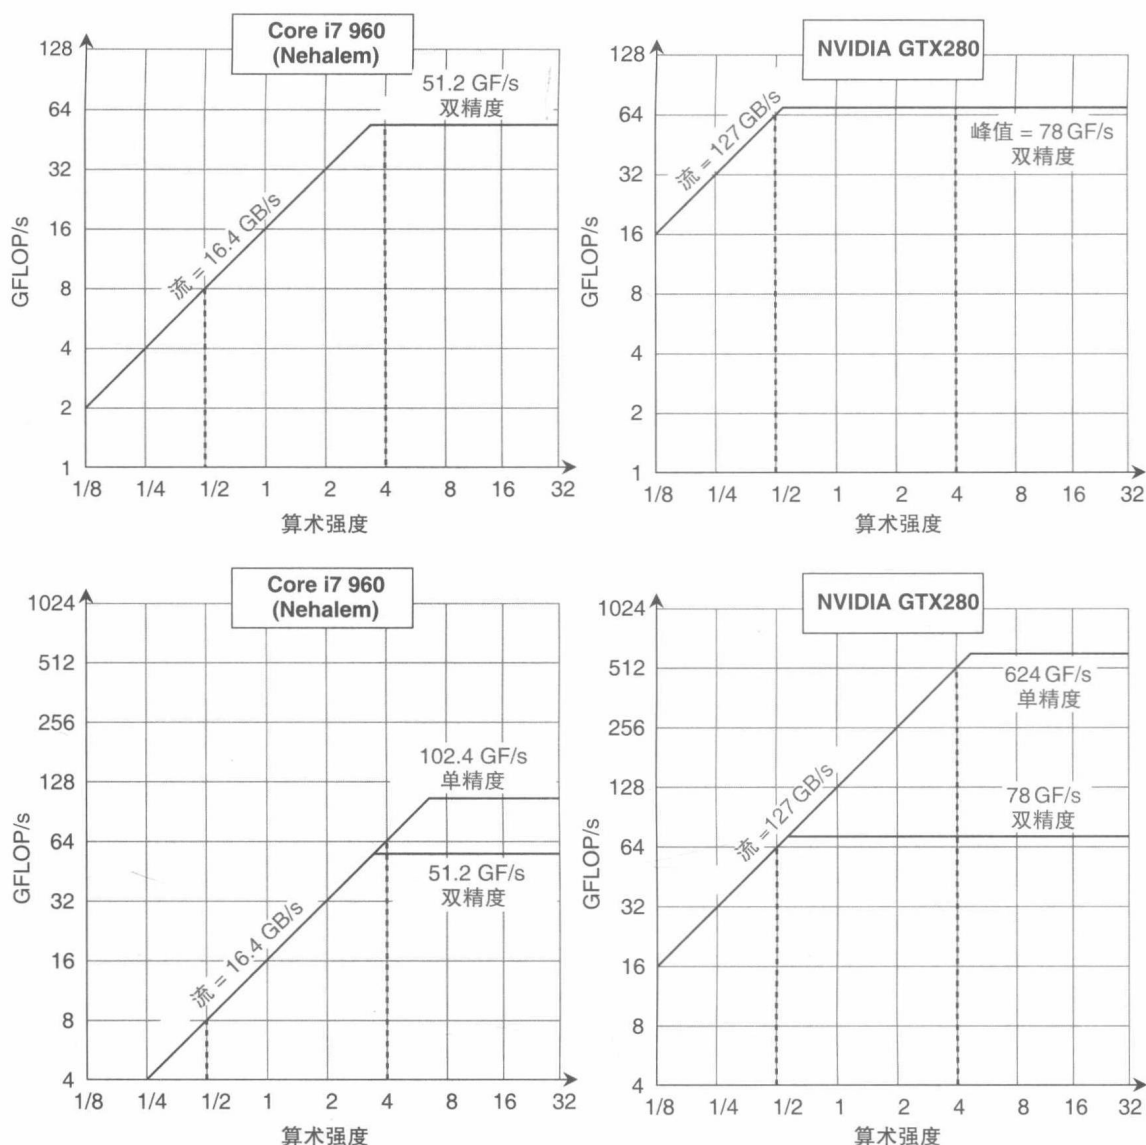 Core i7 960
(Nehalem)
128
64
32
16
8
4
2
1
GFLOP/s
51.2 GF/s
双精度
流 = 16.4 GB/s
1/8 1/4 1/2 1 2 4 8 16 32
算术强度
NVIDIA GTX280
128
64
32
16
8
4
2
1
GFLOP/s
流 = 127 GB/s
峰值 = 78 GF/s
双精度
1/8 1/4 1/2 1 2 4 8 16 32
算术强度
Core i7 960
(Nehalem)
1024
512
256
128
64
32
16
8
4
GFLOP/s
102.4 GF/s
单精度
51.2 GF/s
双精度
流 = 16.4 GB/s
1/8 1/4 1/2 1 2 4 8 16 32
算术强度
NVIDIA GTX280
1024
512
256
128
64
32
16
8
4
GFLOP/s
624 GF/s
单精度
78 GF/s
双精度
流 =127 GB/s
1/8 1/4 1/2 1 2 4 8 16 32
算术强度